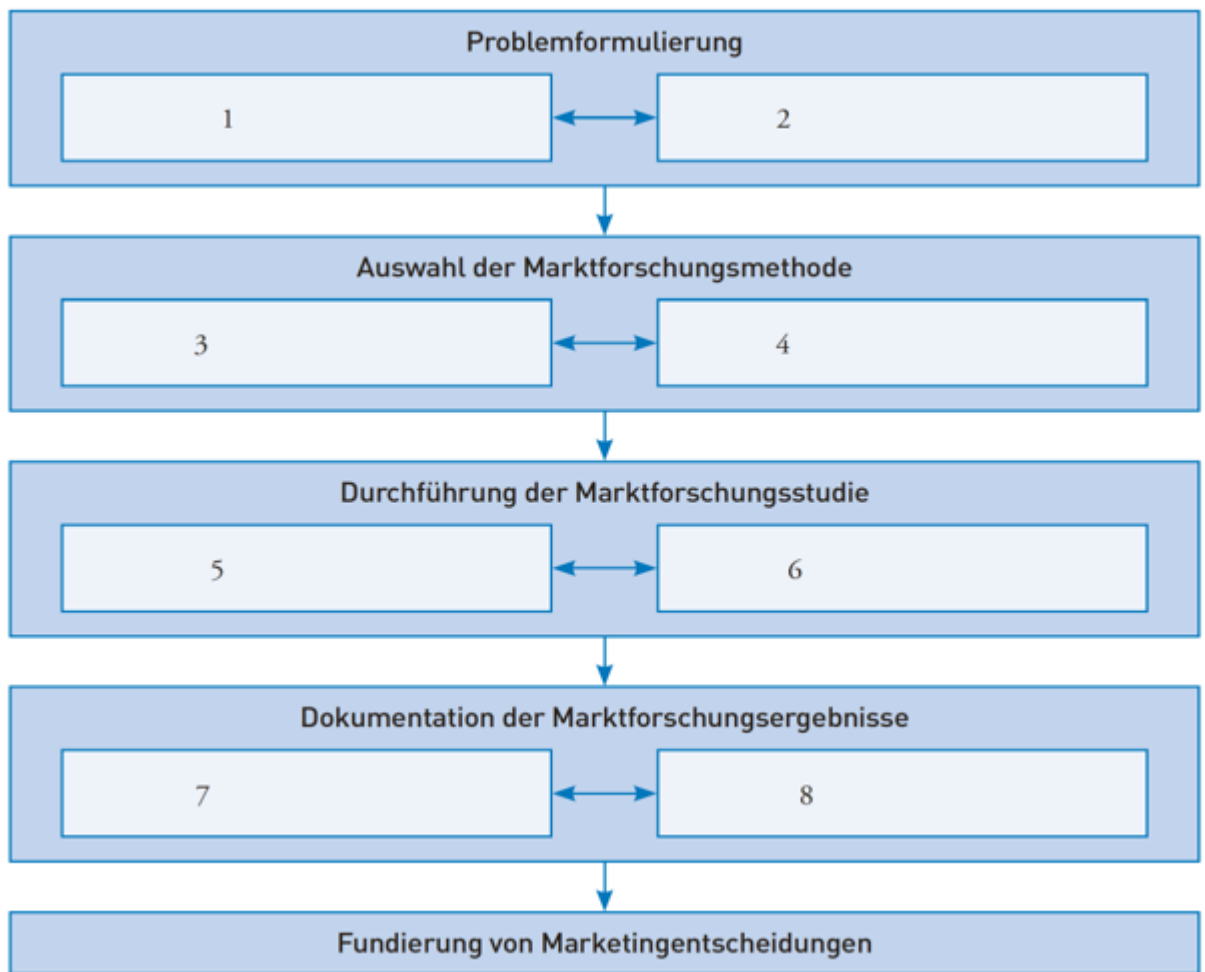 Problemformulierung
1 2
Auswahl der Marktforschungsmethode
3 4
Durchführung der Marktforschungsstudie
5 6
Dokumentation der Marktforschungsergebnisse
7 8
Fundierung von Marketingentscheidungen